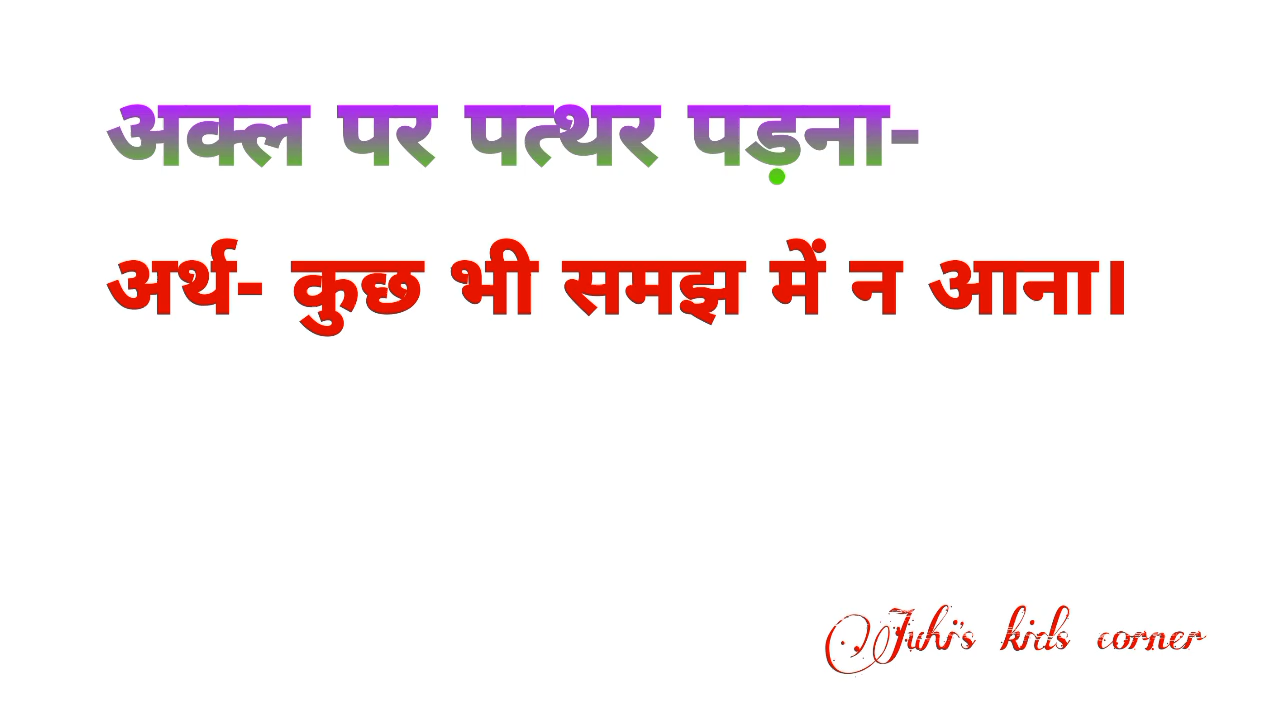 अक्ल पर पत्थर पड़ना-
अर्थ- कुछ भी समझ में न आना।
Juhi's kids corner